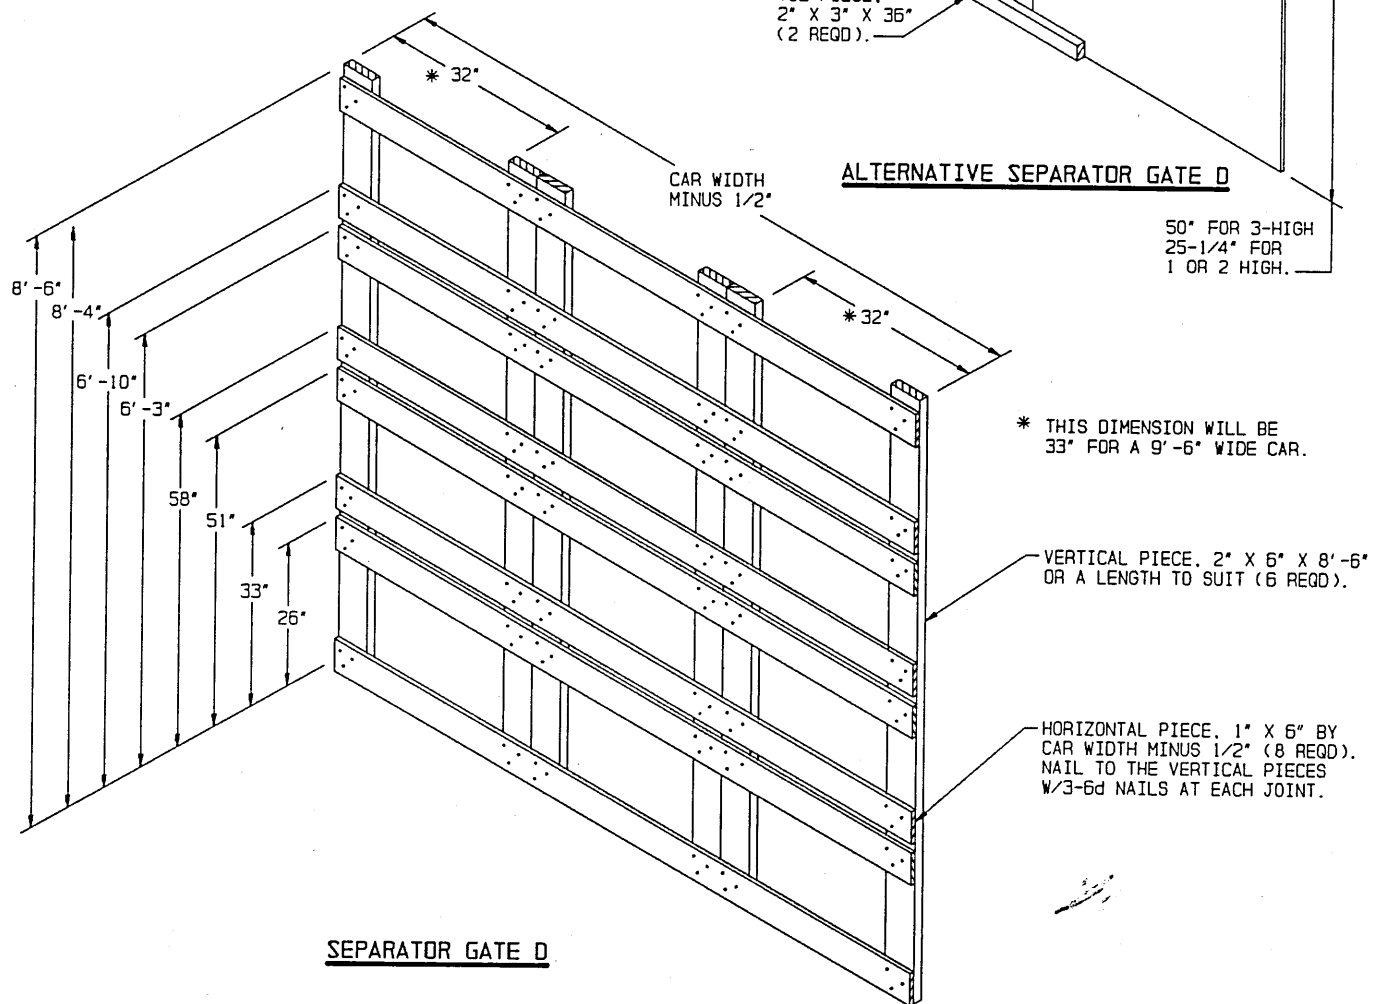 2" X 3" X 36"
(2 REQD).
* 32"
CAR WIDTH
MINUS 1/2"
ALTERNATIVE SEPARATOR GATE D
50" FOR 3-HIGH
25-1/4" FOR
1 OR 2 HIGH.
8'-6"
8'-4"
6'-10"
6'-3"
58"
51"
33"
26"
* 32"
* THIS DIMENSION WILL BE
33" FOR A 9'-6" WIDE CAR.
VERTICAL PIECE, 2" X 6" X 8'-6"
OR A LENGTH TO SUIT (6 REQD).
HORIZONTAL PIECE, 1" X 6" BY
CAR WIDTH MINUS 1/2" (8 REQD).
NAIL TO THE VERTICAL PIECES
W/3-6d NAILS AT EACH JOINT.
SEPARATOR GATE D